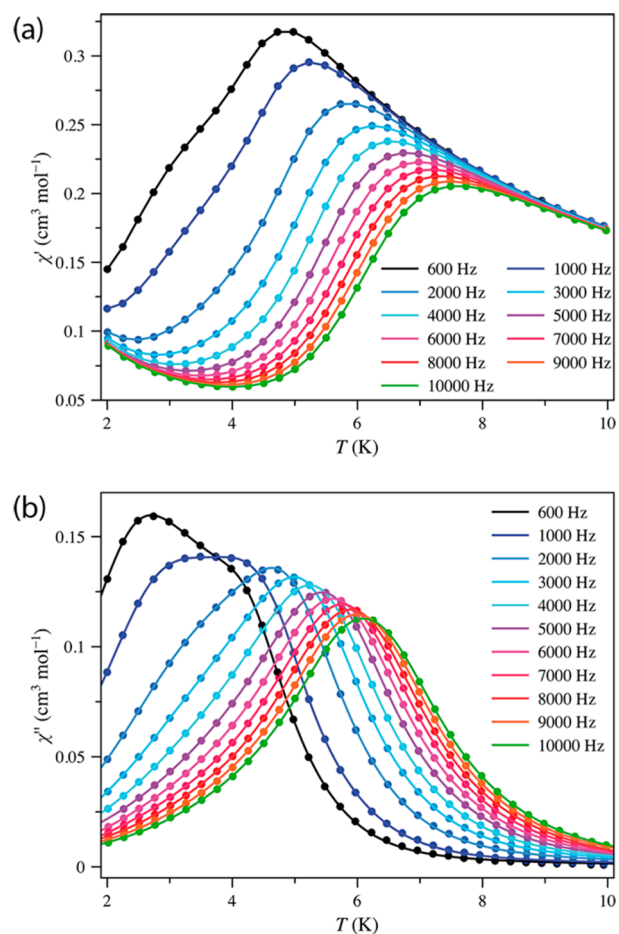 (a)
0.3
0.25
0.2
0.15
0.1
0.05
χ' (cm³ mol⁻¹)
600 Hz 1000 Hz
2000 Hz 3000 Hz
4000 Hz 5000 Hz
6000 Hz 7000 Hz
8000 Hz 9000 Hz
10000 Hz
2 4 6 8 10
T (K)
(b)
0.15
0.1
0.05
0
χ'' (cm³ mol⁻¹)
600 Hz
1000 Hz
2000 Hz
3000 Hz
4000 Hz
5000 Hz
6000 Hz
7000 Hz
8000 Hz
9000 Hz
10000 Hz
2 4 6 8 10
T (K)